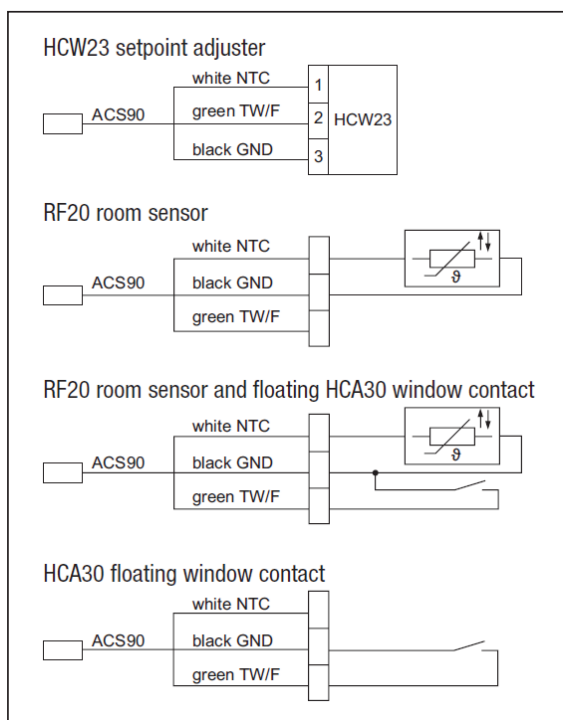 HCW23 setpoint adjuster
white NTC
1
ACS90
green TW/F
2
HCW23
black GND
3
RF20 room sensor
white NTC
ϑ
ACS90
black GND
green TW/F
RF20 room sensor and floating HCA30 window contact
white NTC
ϑ
ACS90
black GND
green TW/F
HCA30 floating window contact
white NTC
ACS90
black GND
green TW/F